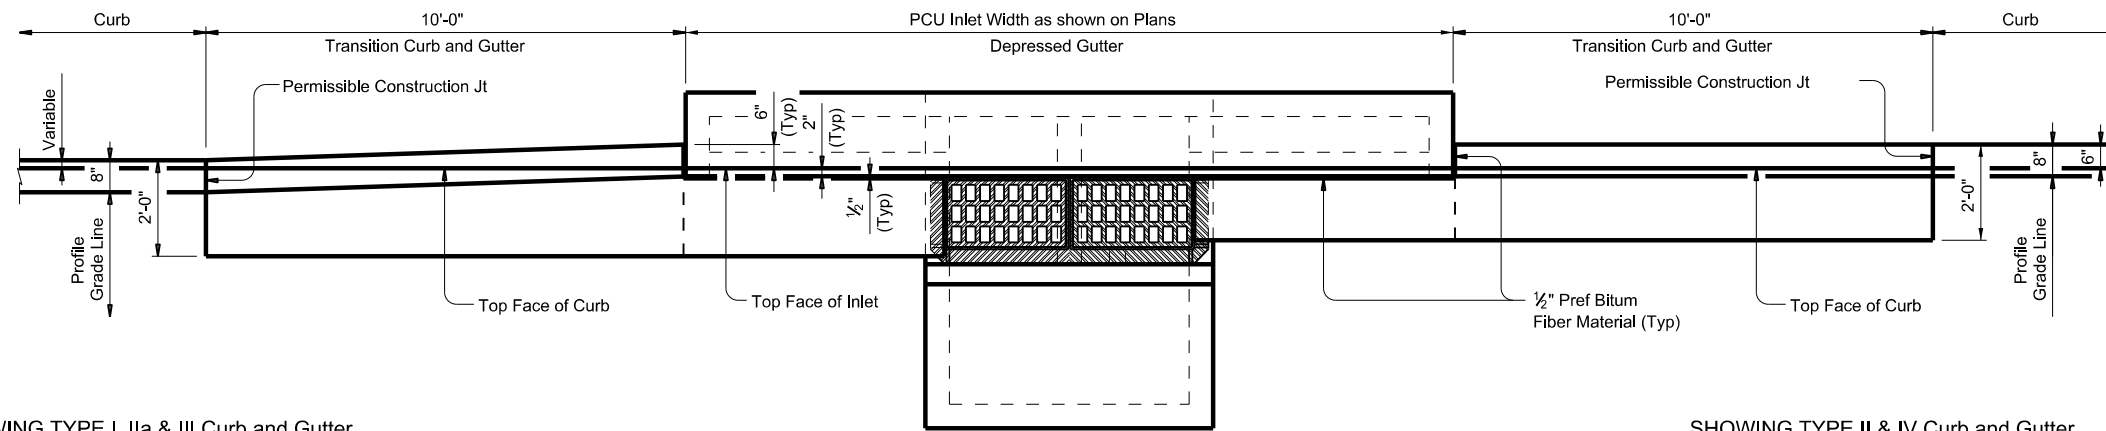 Curb
10'-0"
PCU Inlet Width as shown on Plans
10'-0"
Curb
Transition Curb and Gutter
Depressed Gutter
Transition Curb and Gutter
Permissible Construction Jt
Permissible Construction Jt
Variable
6"
(Typ)
2"
(Typ)
8"
2'-0"
½"
(Typ)
8"
6"
2'-0"
Profile
Grade Line
Profile
Grade Line
Top Face of Curb
Top Face of Inlet
½" Pref Bitum
Fiber Material (Typ)
Top Face of Curb
TYPE I, IIa & III Curb and Gutter
SHOWING TYPE II & IV Curb and Gutter